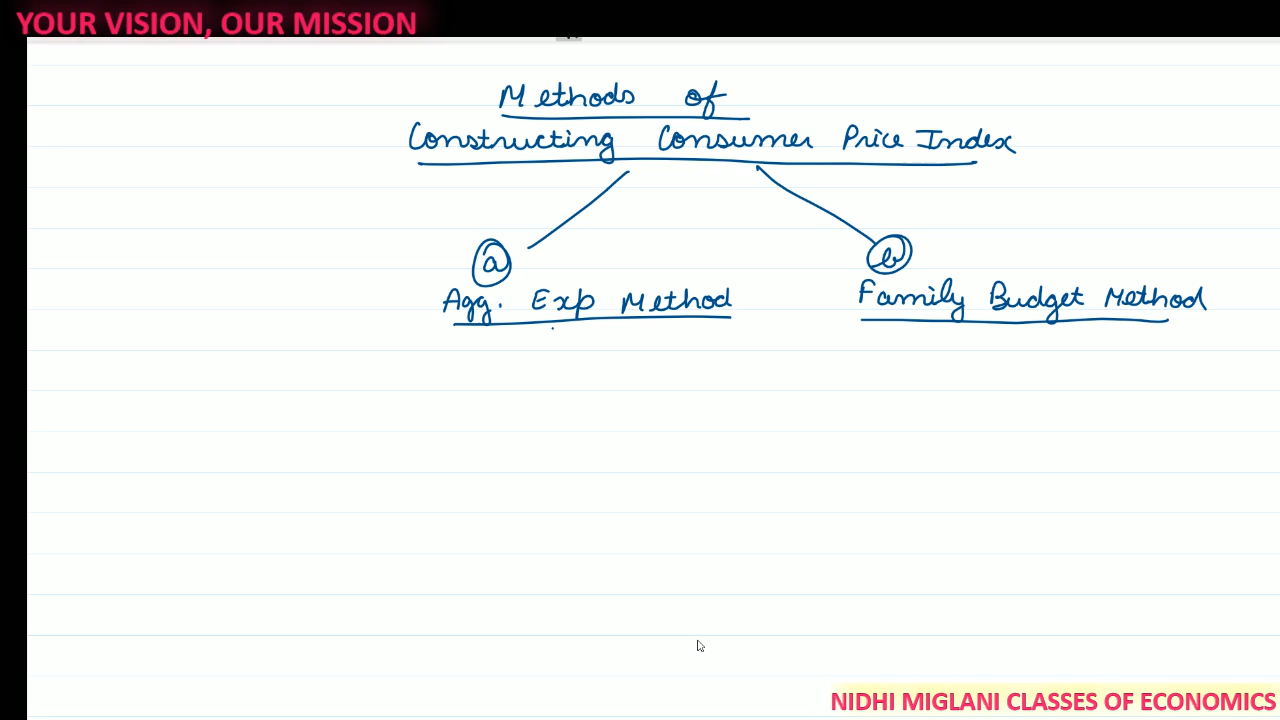 YOUR VISION, OUR MISSION
Methods of
Constructing Consumer Price Index
a b
Agg. Exp Method Family Budget Method
NIDHI MIGLANI CLASSES OF ECONOMICS